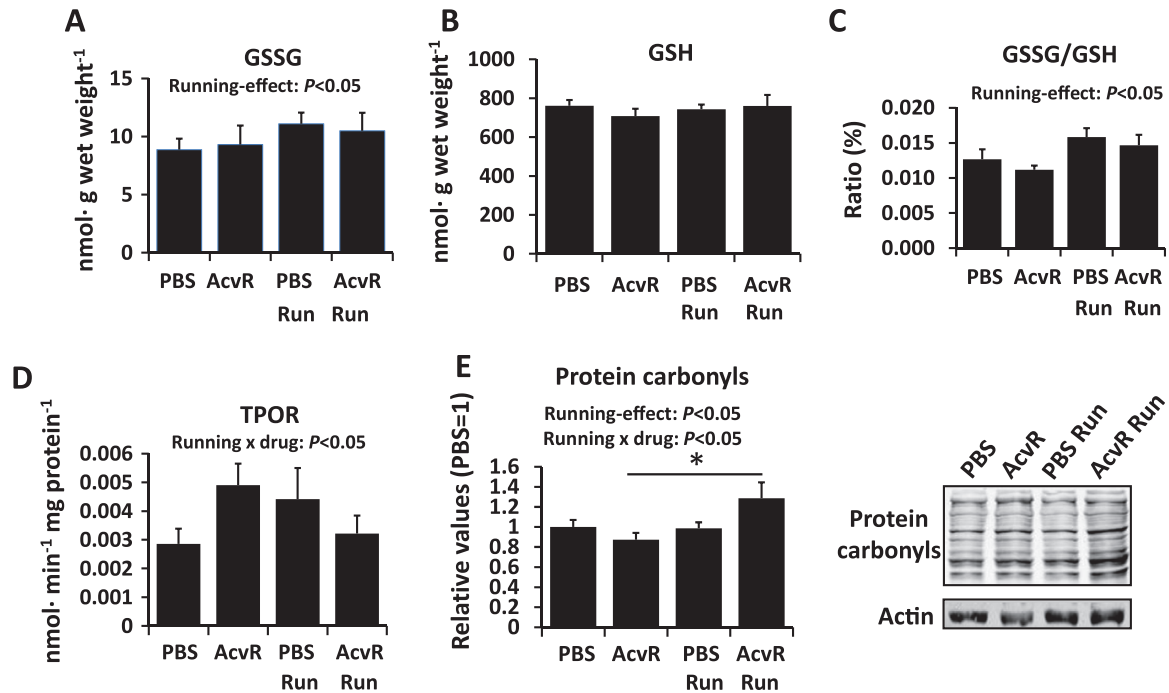 A
GSSG
Running-effect: P<0.05
nmol· g wet weight-1
15
10
5
0
PBS AcvR PBS AcvR
Run Run
B
GSH
nmol· g wet weight-1
1000
800
600
400
200
0
PBS AcvR PBS AcvR
Run Run
C
GSSG/GSH
Running-effect: P<0.05
Ratio (%)
0.020
0.015
0.010
0.005
0.000
PBS AcvR PBS AcvR
Run Run
D
TPOR
Running x drug: P<0.05
nmol· min-1 mg protein-1
0.006
0.005
0.004
0.003
0.002
0.001
0
PBS AcvR PBS AcvR
Run Run
E
Protein carbonyls
Running-effect: P<0.05
Running x drug: P<0.05
*
Relative values (PBS=1)
1.6
1.4
1.2
1
0.8
0.6
0.4
0.2
0
PBS AcvR PBS AcvR
Run Run
PBS
AcvR
PBS Run
AcvR Run
Protein
carbonyls
Actin